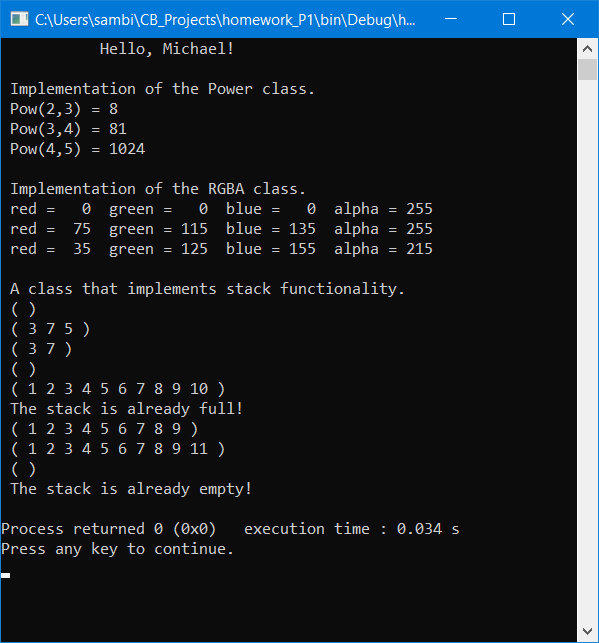 C:\Users\sambi\CB_Projects\homework_P1\bin\Debug\h...
Hello, Michael!
Implementation of the Power class.
Pow(2,3) = 8
Pow(3,4) = 81
Pow(4,5) = 1024
Implementation of the RGBA class.
red =   0  green =   0  blue =   0  alpha = 255
red =  75  green = 115  blue = 135  alpha = 255
red =  35  green = 125  blue = 155  alpha = 215
A class that implements stack functionality.
( )
( 3 7 5 )
( 3 7 )
( )
( 1 2 3 4 5 6 7 8 9 10 )
The stack is already full!
( 1 2 3 4 5 6 7 8 9 )
( 1 2 3 4 5 6 7 8 9 11 )
( )
The stack is already empty!
Process returned 0 (0x0)   execution time : 0.034 s
Press any key to continue.